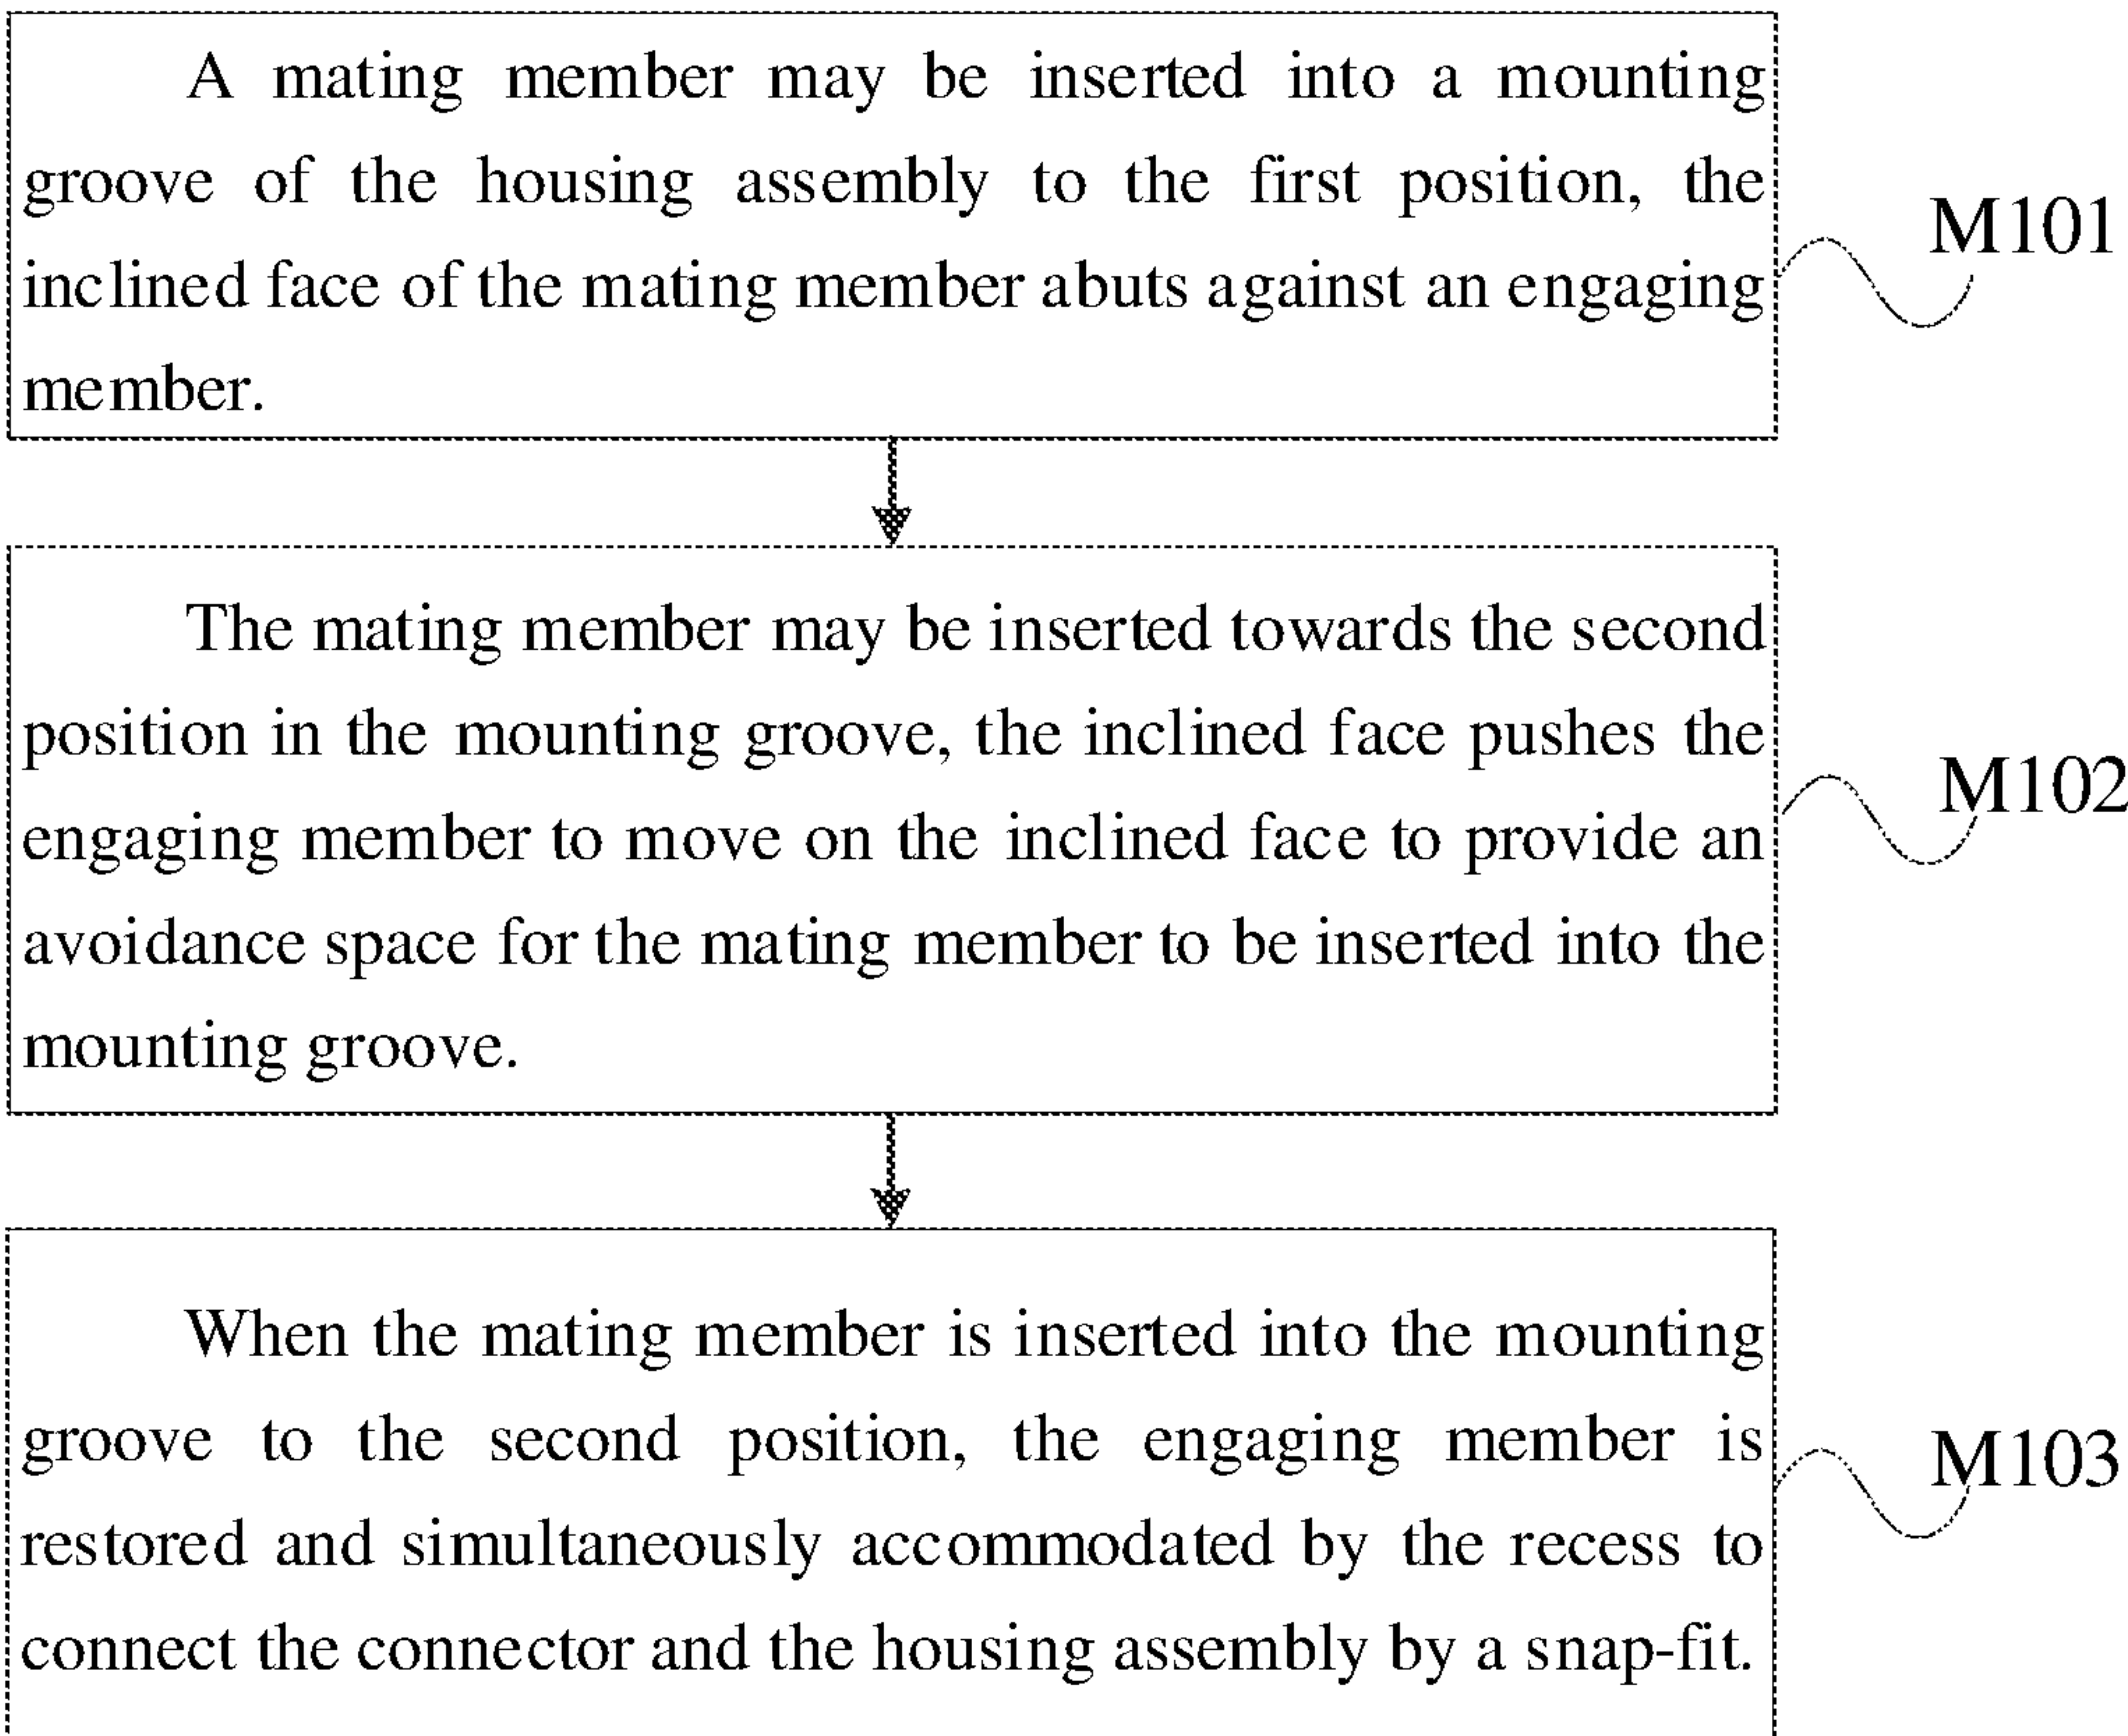 A mating member may be inserted into a mounting
groove of the housing assembly to the first position, the
inclined face of the mating member abuts against an engaging
member.
M101
The mating member may be inserted towards the second
position in the mounting groove, the inclined face pushes the
engaging member to move on the inclined face to provide an
avoidance space for the mating member to be inserted into the
mounting groove.
M102
When the mating member is inserted into the mounting
groove to the second position, the engaging member is
restored and simultaneously accommodated by the recess to
connect the connector and the housing assembly by a snap-fit.
M103